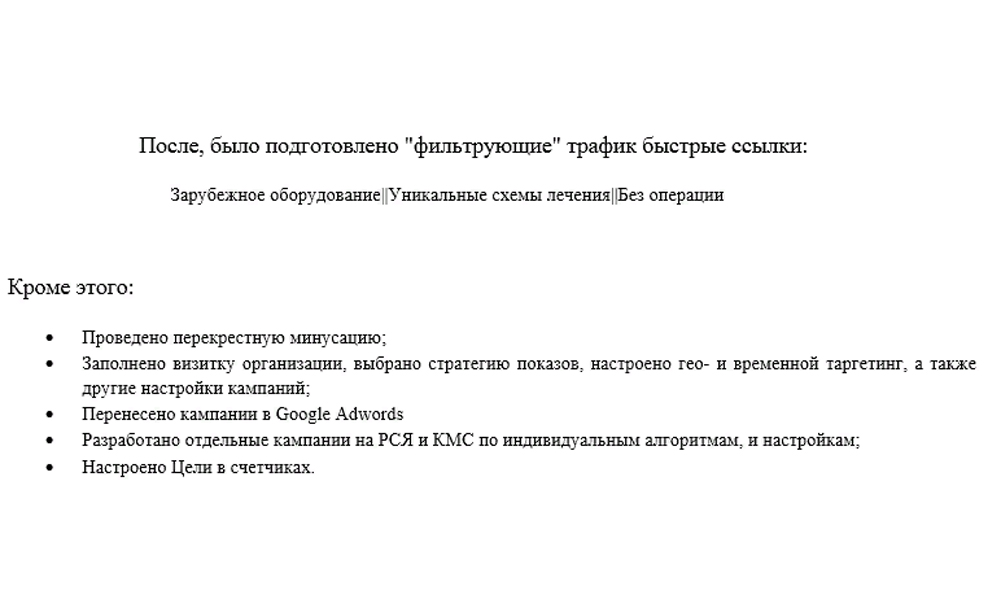 После, было подготовлено "фильтрующие" трафик быстрые ссылки:
Зарубежное оборудование||Уникальные схемы лечения||Без операции
Кроме этого:
• Проведено перекрестную минусацию;
• Заполнено визитку организации, выбрано стратегию показов, настроено гео- и временной таргетинг, а также
другие настройки кампаний;
• Перенесено кампании в Google Adwords
• Разработано отдельные кампании на РСЯ и КМС по индивидуальным алгоритмам, и настройкам;
• Настроено Цели в счетчиках.